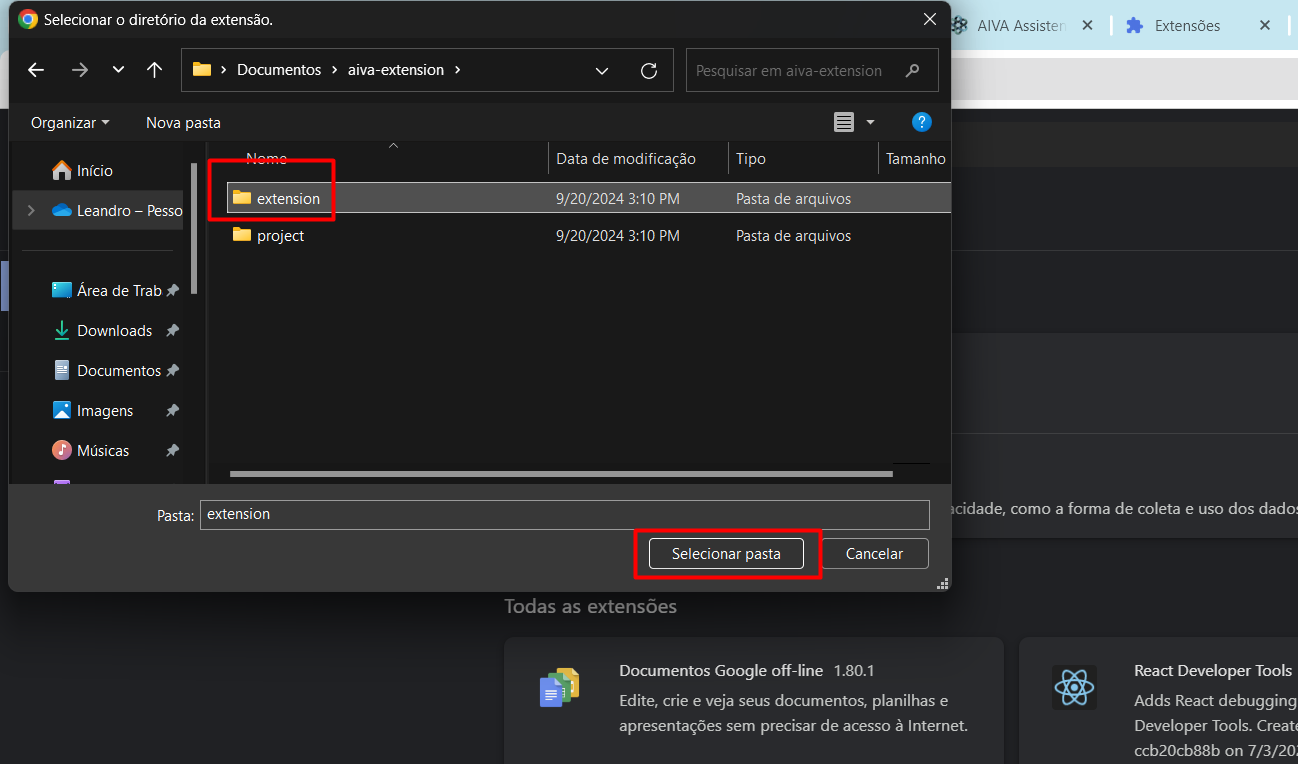 Selecionar o diretório da extensão.
AIVA Assisten
Extensões
Documentos
aiva-extension
Pesquisar em aiva-extension
Organizar
Nova pasta
?
Nome
Data de modificação
Tipo
Tamanho
Início
Leandro – Pesso
extension
9/20/2024 3:10 PM
Pasta de arquivos
project
9/20/2024 3:10 PM
Pasta de arquivos
Área de Trab
Downloads
Documentos
Imagens
Músicas
acidade, como a forma de coleta e uso dos dados
Pasta:
extension
Selecionar pasta
Cancelar
Todas as extensões
Documentos Google off-line 1.80.1
Edite, crie e veja seus documentos, planilhas e
apresentações sem precisar de acesso à Internet.
React Developer Tools
Adds React debugging
Developer Tools. Create
ccb20cb88b on 7/3/202